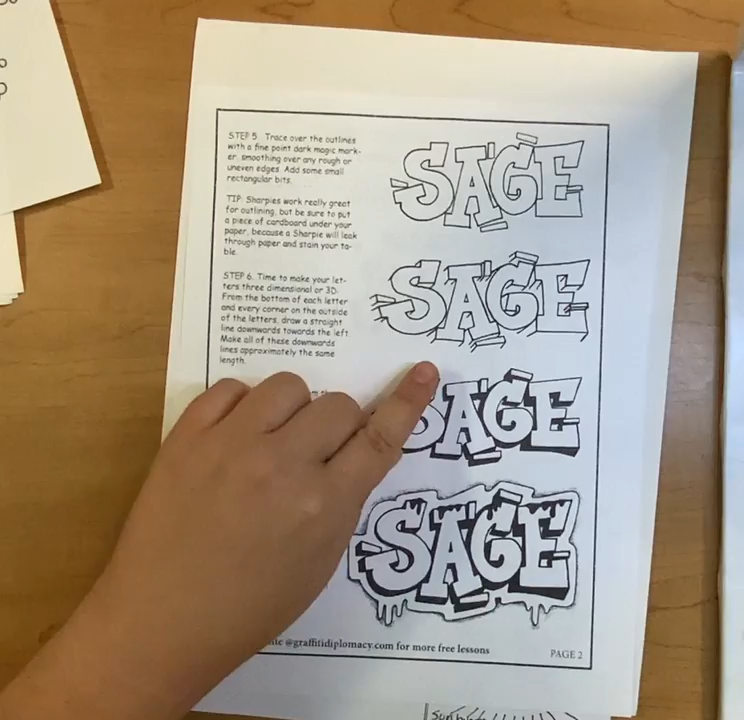 STEP 5. Trace over the outlines
with a fine point dark magic mark-
er, smoothing over any rough or
uneven edges. Add some small
rectangular bits.
TIP: Sharpies work really great
for outlining, but be sure to put
a piece of cardboard under your
paper, because a Sharpie will leak
through paper and stain your ta-
ble.
STEP 6. Time to make your let-
ters three dimensional or 3D.
From the bottom of each letter
and every corner on the outside
of the letters, draw a straight
line downwards towards the left.
Make all of these downwards
lines approximately the same
length.
SAGE
SAGE
SAGE
SAGE
@graffitidiplomacy.com for more free lessons
PAGE 2